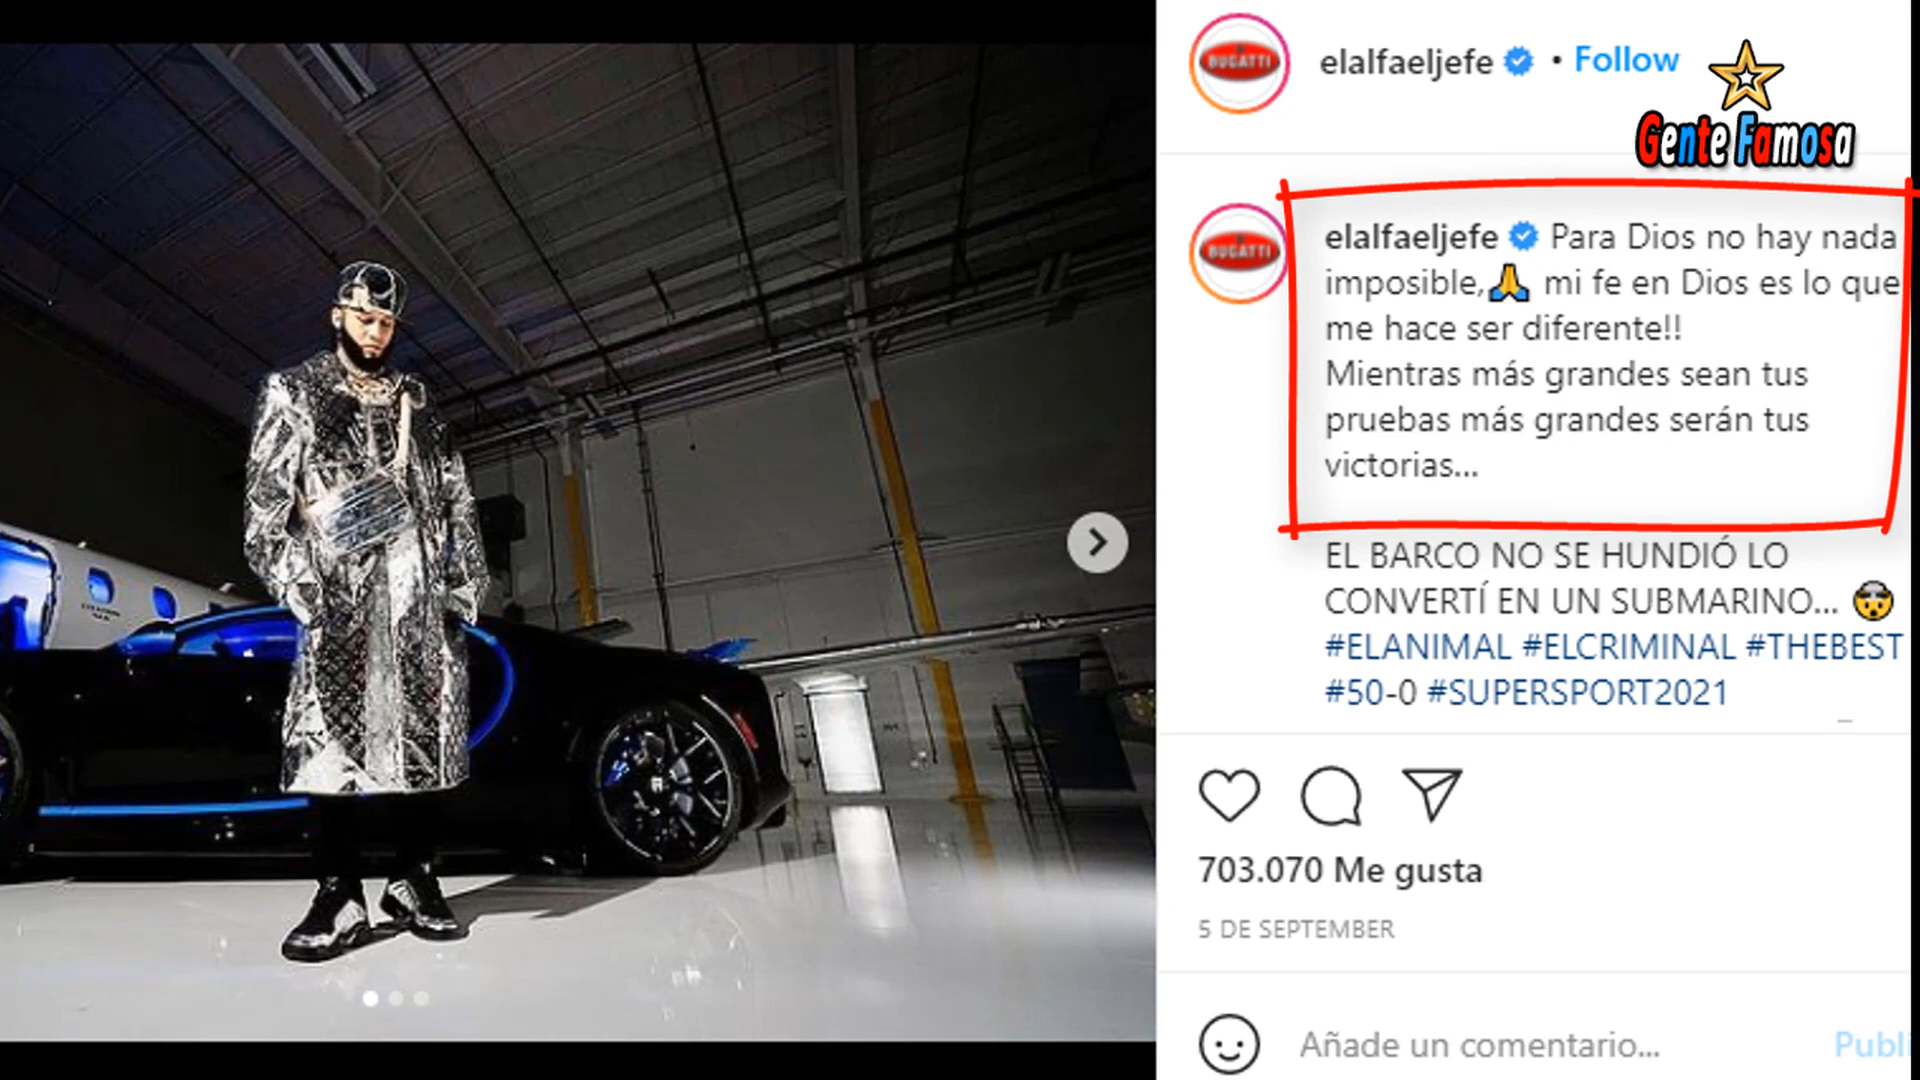 BUGATTI
elalfaeljefe • Follow
Gente Famosa
BUGATTI
elalfaeljefe Para Dios no hay nada
imposible,🙏 mi fe en Dios es lo que
me hace ser diferente!!
Mientras más grandes sean tus
pruebas más grandes serán tus
victorias...
EL BARCO NO SE HUNDIÓ LO
CONVERTÍ EN UN SUBMARINO... 🤯
#ELANIMAL #ELCRIMINAL #THEBEST
#50-0 #SUPERSPORT2021
703.070 Me gusta
5 DE SEPTEMBER
Añade un comentario...
Publi